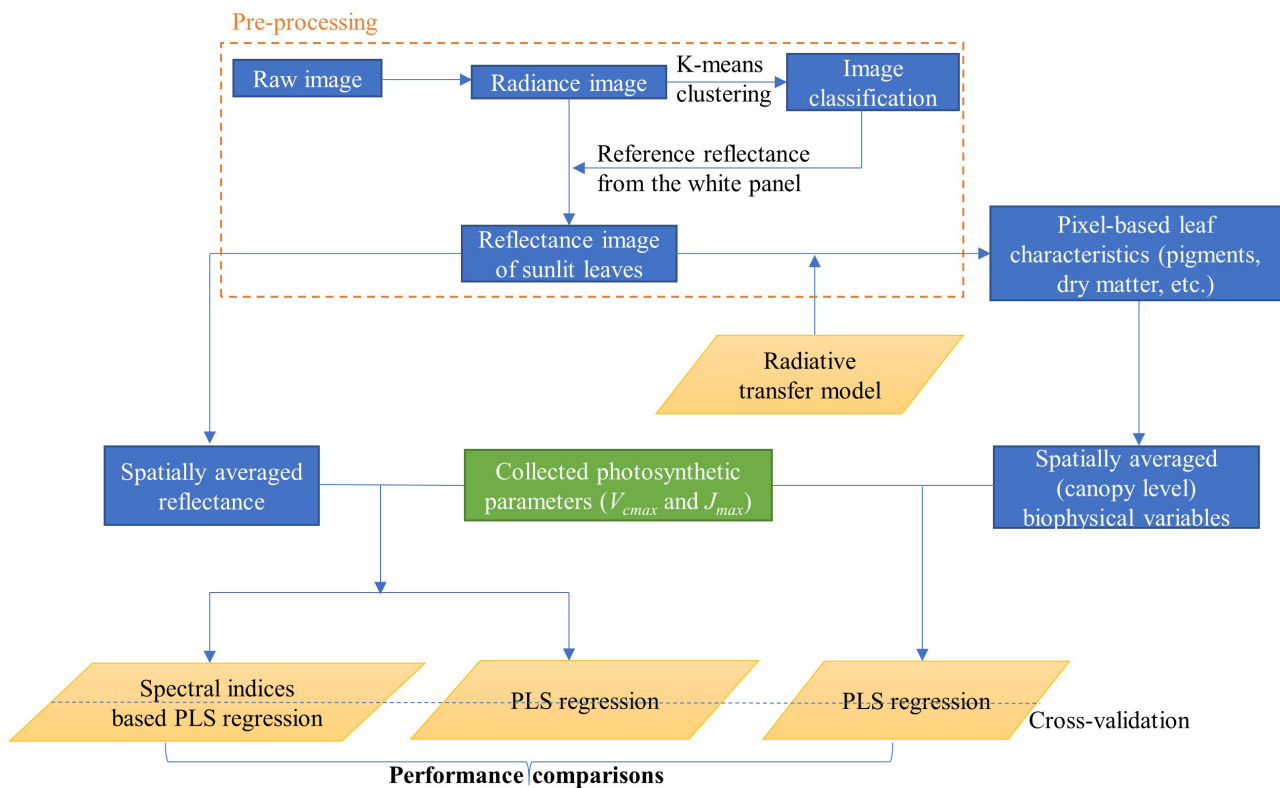 Pre-processing
Raw image
Radiance image
K-means
clustering
Image
classification
Reference reflectance
from the white panel
Reflectance image
of sunlit leaves
Pixel-based leaf
characteristics (pigments,
dry matter, etc.)
Radiative
transfer model
Spatially averaged
reflectance
Collected photosynthetic
parameters (Vcmax and Jmax)
Spatially averaged
(canopy level)
biophysical variables
Spectral indices
based PLS regression
PLS regression
PLS regression
Cross-validation
Performance comparisons